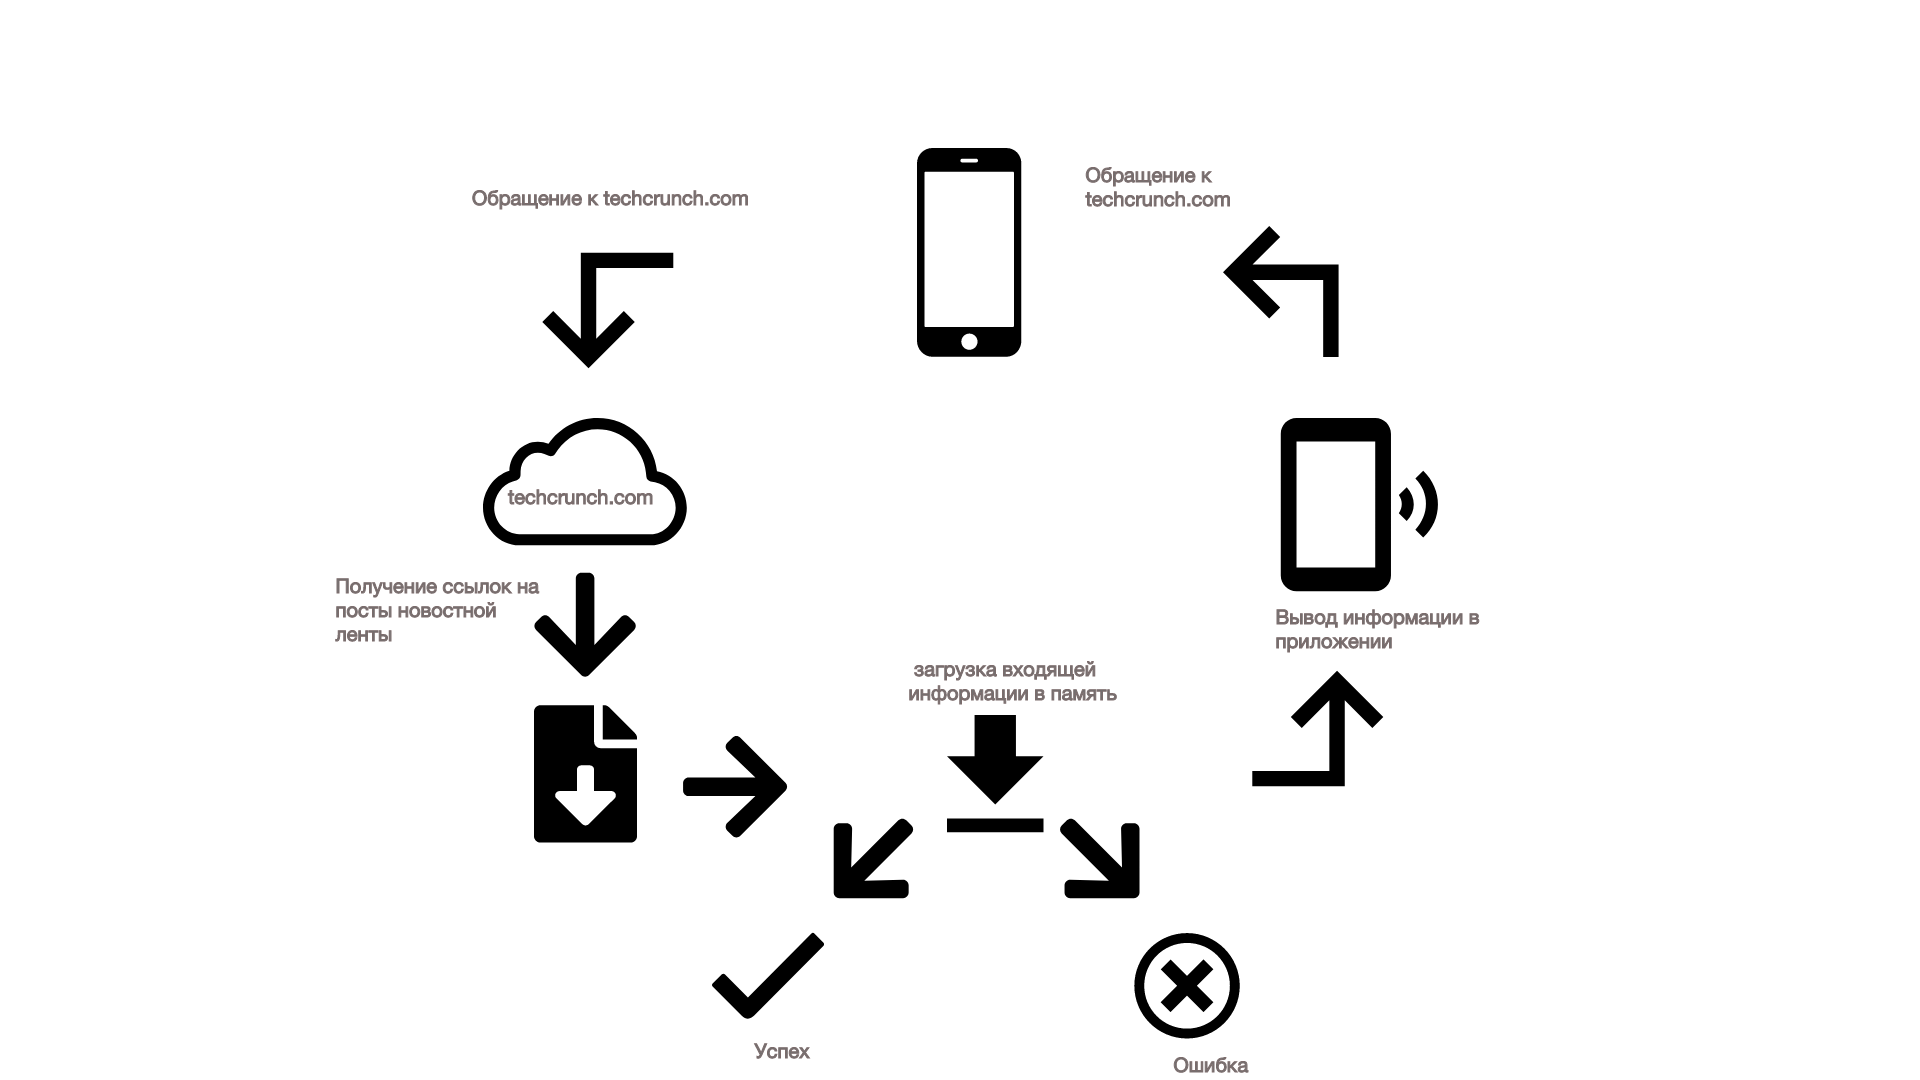 Обращение к techcrunch.com
Обращение к
techcrunch.com
techcrunch.com
Получение ссылок на
посты новостной
ленты
Вывод информации в
приложении
загрузка входящей
информации в память
Успех
Ошибка